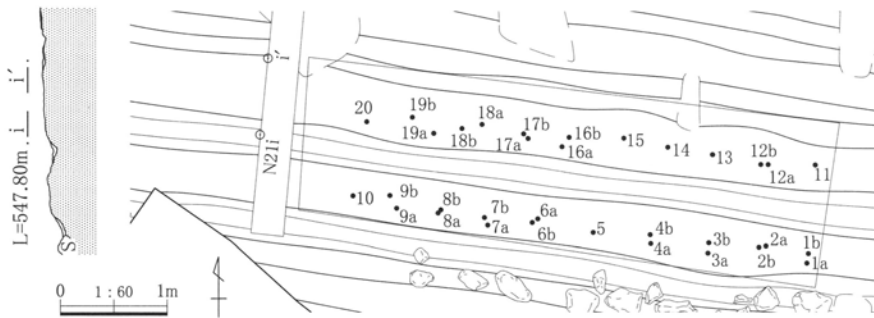 L=547.80m. i i′.
S
i′
N21i
20 19b 18a 17b 16b 15 14 13 12b 11
19a 18b 17a 16a 12a
10 9b 8b 7b 6a 5 4b 3b 2a 1b
9a 8a 7a 6b 4a 3a 2b 1a
0 1:60 1m